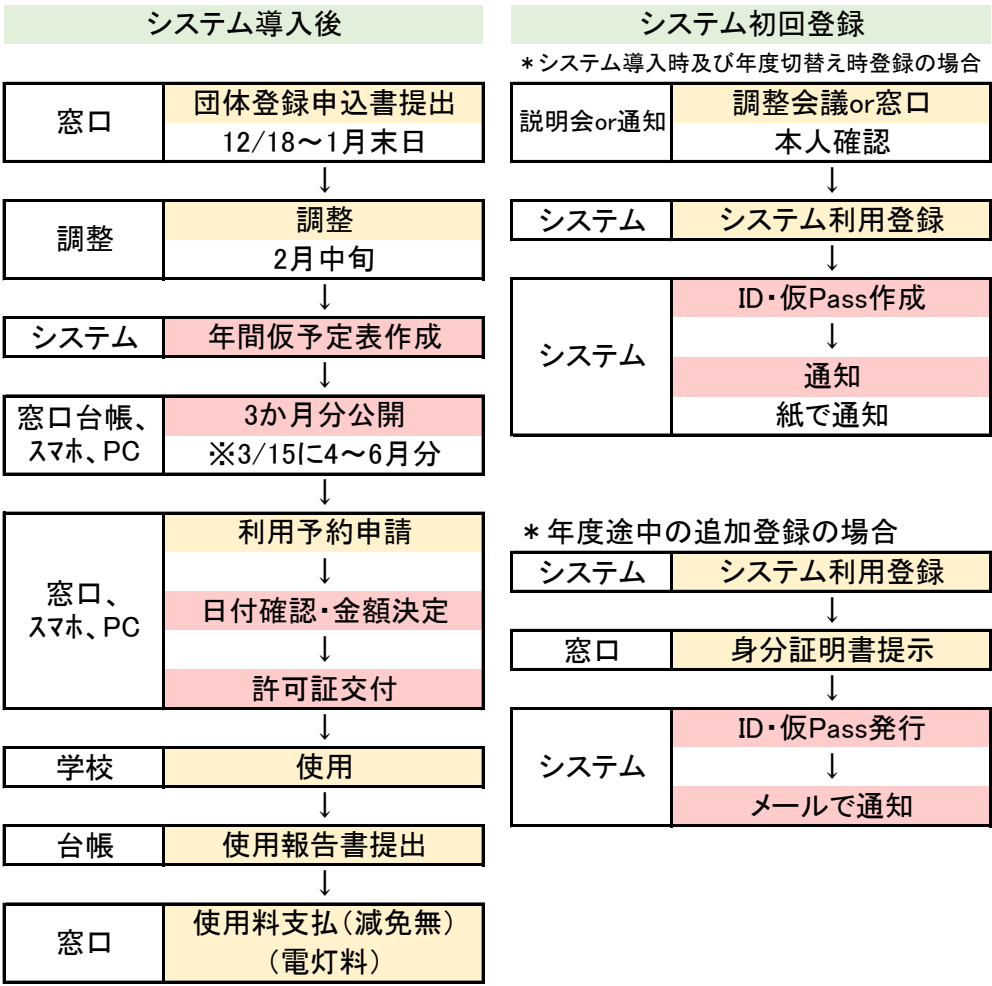 システム導入後
窓口
団体登録申込書提出
12/18～1月末日
↓
調整
調整
2月中旬
↓
システム
年間仮予定表作成
↓
窓口台帳、
スマホ、PC
3か月分公開
※3/15に4～6月分
↓
窓口、
スマホ、PC
利用予約申請
↓
日付確認・金額決定
↓
許可証交付
↓
学校
使用
↓
台帳
使用報告書提出
↓
窓口
使用料支払(減免無)
(電灯料)
システム初回登録
＊システム導入時及び年度切替え時登録の場合
説明会or通知
調整会議or窓口
本人確認
↓
システム
システム利用登録
↓
システム
ID・仮Pass作成
↓
通知
紙で通知
＊年度途中の追加登録の場合
システム
システム利用登録
↓
窓口
身分証明書提示
↓
システム
ID・仮Pass発行
↓
メールで通知